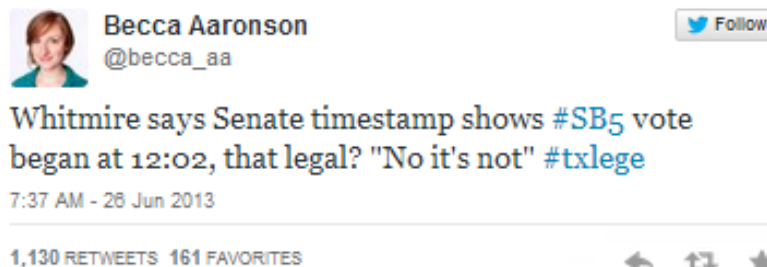 Becca Aaronson
Follow
@becca_aa
Whitmire says Senate timestamp shows #SB5 vote
began at 12:02, that legal? "No it's not" #txlege
7:37 AM - 26 Jun 2013
1,130 RETWEETS 161 FAVORITES